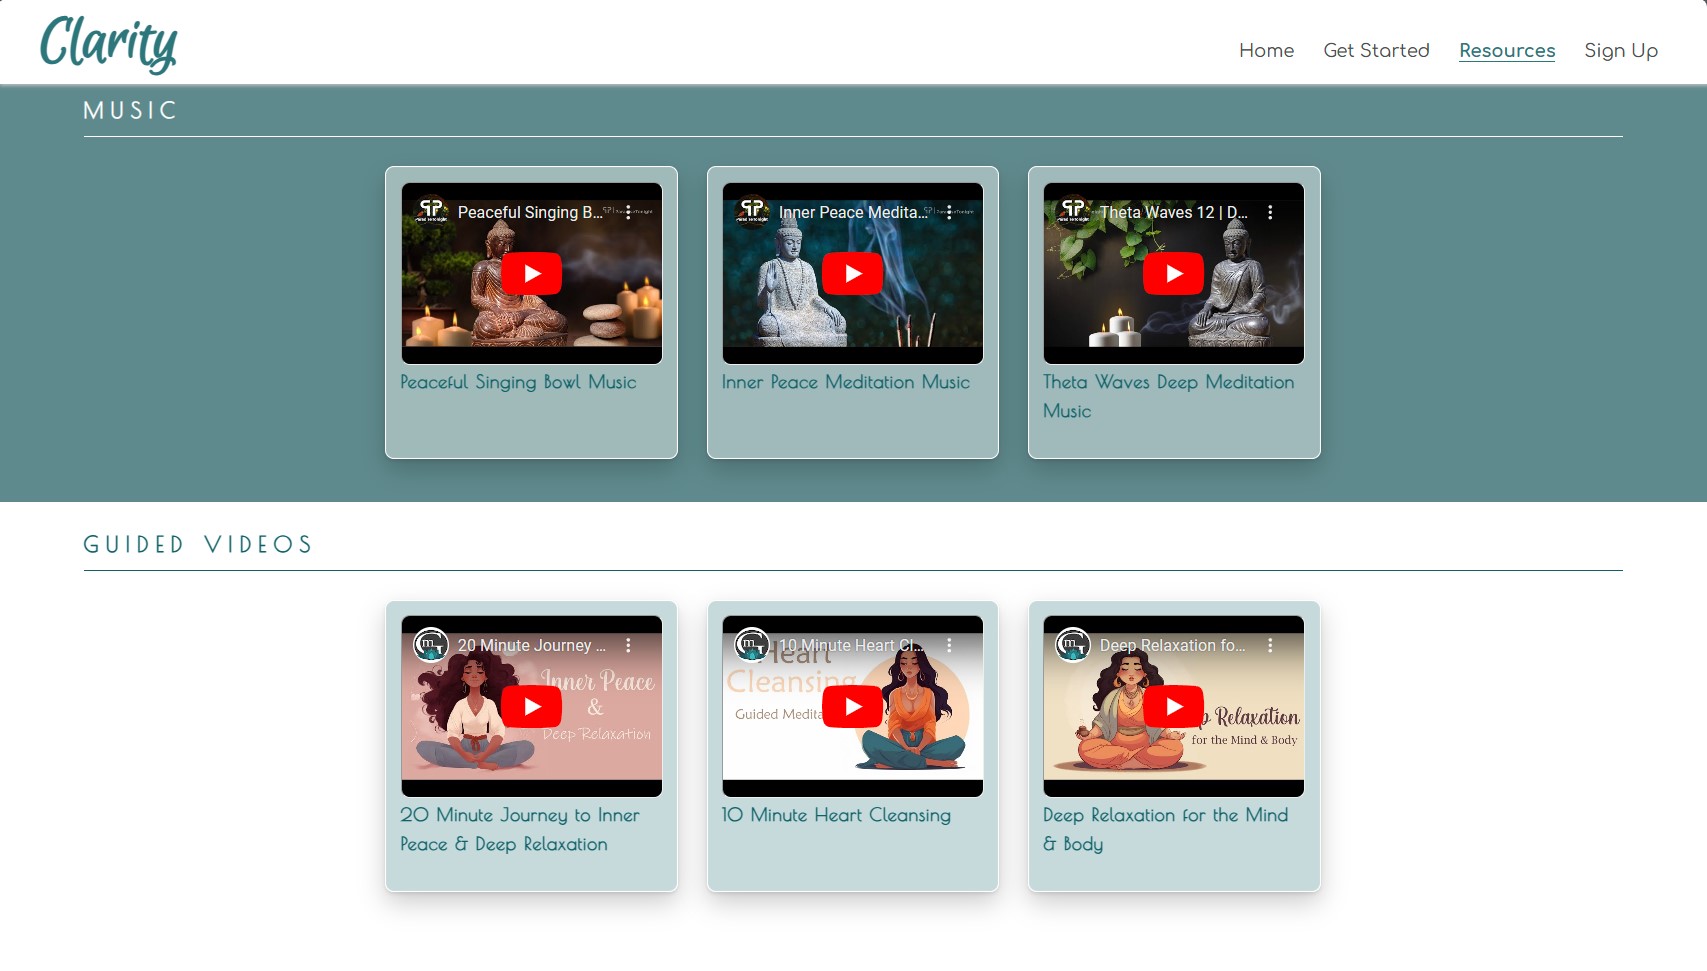 Clarity
Home Get Started Resources Sign Up
MUSIC
Peaceful Singing B...
Inner Peace Medita...
Theta Waves 12 | D...
Peaceful Singing Bowl Music
Inner Peace Meditation Music
Theta Waves Deep Meditation
Music
GUIDED VIDEOS
20 Minute Journey ...
Inner Peace
&
Deep Relaxation
10 Minute Heart Cl...
Heart
Cleansing
Guided
Deep Relaxation fo...
Relaxation
for the Mind & Body
20 Minute Journey to Inner
Peace & Deep Relaxation
10 Minute Heart Cleansing
Deep Relaxation for the Mind
& Body